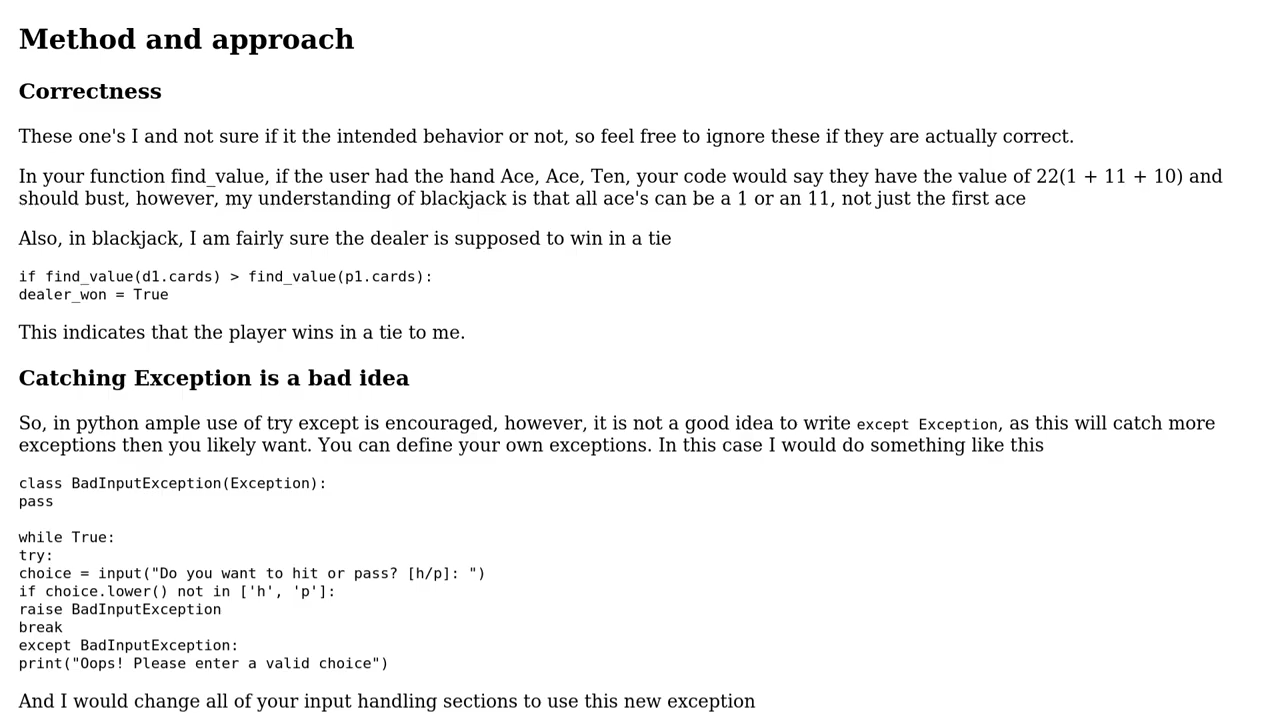 Method and approach
Correctness
These one's I and not sure if it the intended behavior or not, so feel free to ignore these if they are actually correct.
In your function find_value, if the user had the hand Ace, Ace, Ten, your code would say they have the value of 22(1 + 11 + 10) and
should bust, however, my understanding of blackjack is that all ace's can be a 1 or an 11, not just the first ace
Also, in blackjack, I am fairly sure the dealer is supposed to win in a tie
if find_value(d1.cards) > find_value(p1.cards):
dealer_won = True
This indicates that the player wins in a tie to me.
Catching Exception is a bad idea
So, in python ample use of try except is encouraged, however, it is not a good idea to write except Exception, as this will catch more
exceptions then you likely want. You can define your own exceptions. In this case I would do something like this
class BadInputException(Exception):
pass
while True:
try:
choice = input("Do you want to hit or pass? [h/p]: ")
if choice.lower() not in ['h', 'p']:
raise BadInputException
break
except BadInputException:
print("Oops! Please enter a valid choice")
And I would change all of your input handling sections to use this new exception